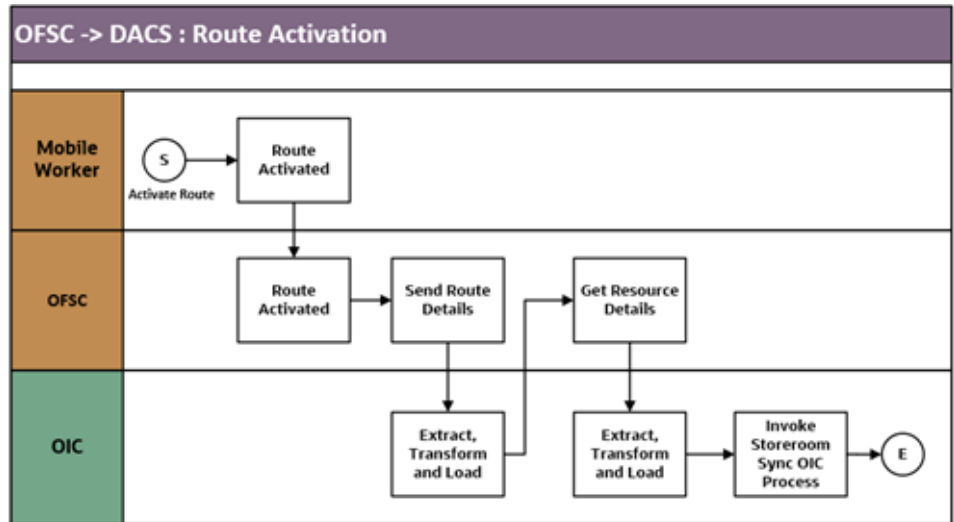 OFSC -> DACS : Route Activation
Mobile
Worker
S
Activate Route
Route
Activated
OFSC
Route
Activated
Send Route
Details
Get Resource
Details
OIC
Extract,
Transform
and Load
Extract,
Transform
and Load
Invoke
Storeroom
Sync OIC
Process
E